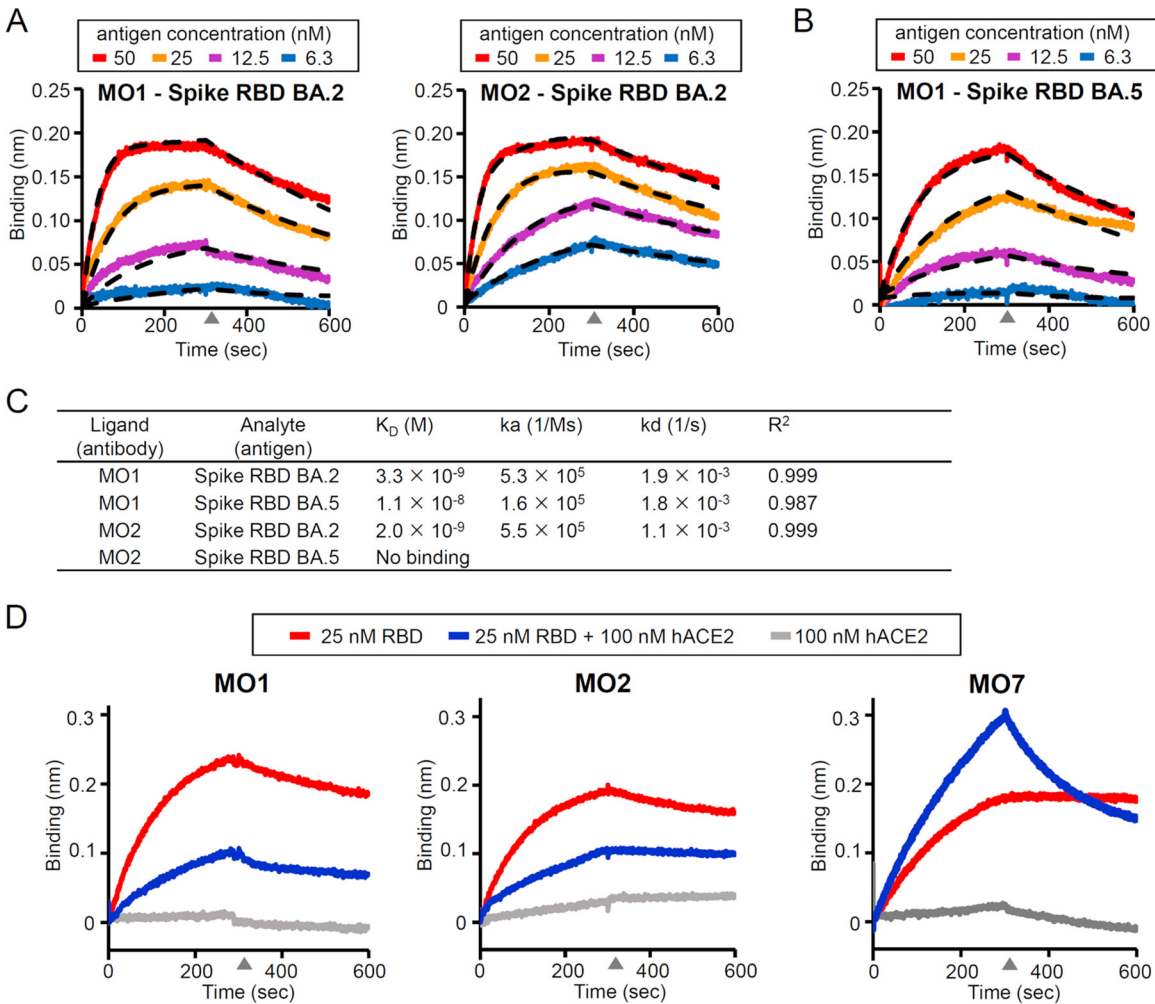 A
antigen concentration (nM)
50 25 12.5 6.3
MO1 - Spike RBD BA.2
0.25
0.20
0.15
0.10
0.05
0
Binding (nm)
0 200 400 600
Time (sec)
antigen concentration (nM)
50 25 12.5 6.3
MO2 - Spike RBD BA.2
0.25
0.20
0.15
0.10
0.05
0
Binding (nm)
0 200 400 600
Time (sec)
B
antigen concentration (nM)
50 25 12.5 6.3
MO1 - Spike RBD BA.5
0.25
0.20
0.15
0.10
0.05
0
Binding (nm)
0 200 400 600
Time (sec)
C
Ligand (antibody) Analyte (antigen) K_D (M) ka (1/Ms) kd (1/s) R²
MO1 Spike RBD BA.2 3.3 × 10⁻⁹ 5.3 × 10⁵ 1.9 × 10⁻³ 0.999
MO1 Spike RBD BA.5 1.1 × 10⁻⁸ 1.6 × 10⁵ 1.8 × 10⁻³ 0.987
MO2 Spike RBD BA.2 2.0 × 10⁻⁹ 5.5 × 10⁵ 1.1 × 10⁻³ 0.999
MO2 Spike RBD BA.5 No binding
D
25 nM RBD 25 nM RBD + 100 nM hACE2 100 nM hACE2
MO1
0.3
0.2
0.1
0
Binding (nm)
0 200 400 600
Time (sec)
MO2
0.3
0.2
0.1
0
Binding (nm)
0 200 400 600
Time (sec)
MO7
0.3
0.2
0.1
0
Binding (nm)
0 200 400 600
Time (sec)